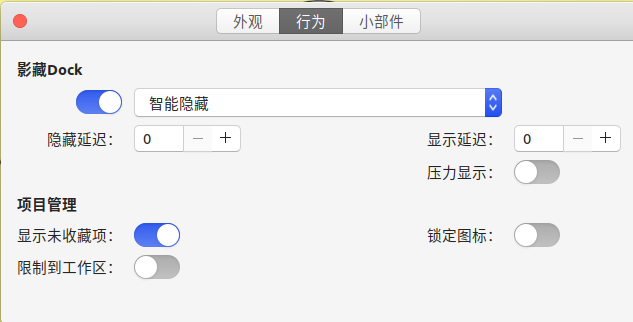 外观 行为 小部件
影藏Dock
智能隐藏
隐藏延迟： 0 − + 显示延迟： 0 − +
压力显示：
项目管理
显示未收藏项： 锁定图标：
限制到工作区：